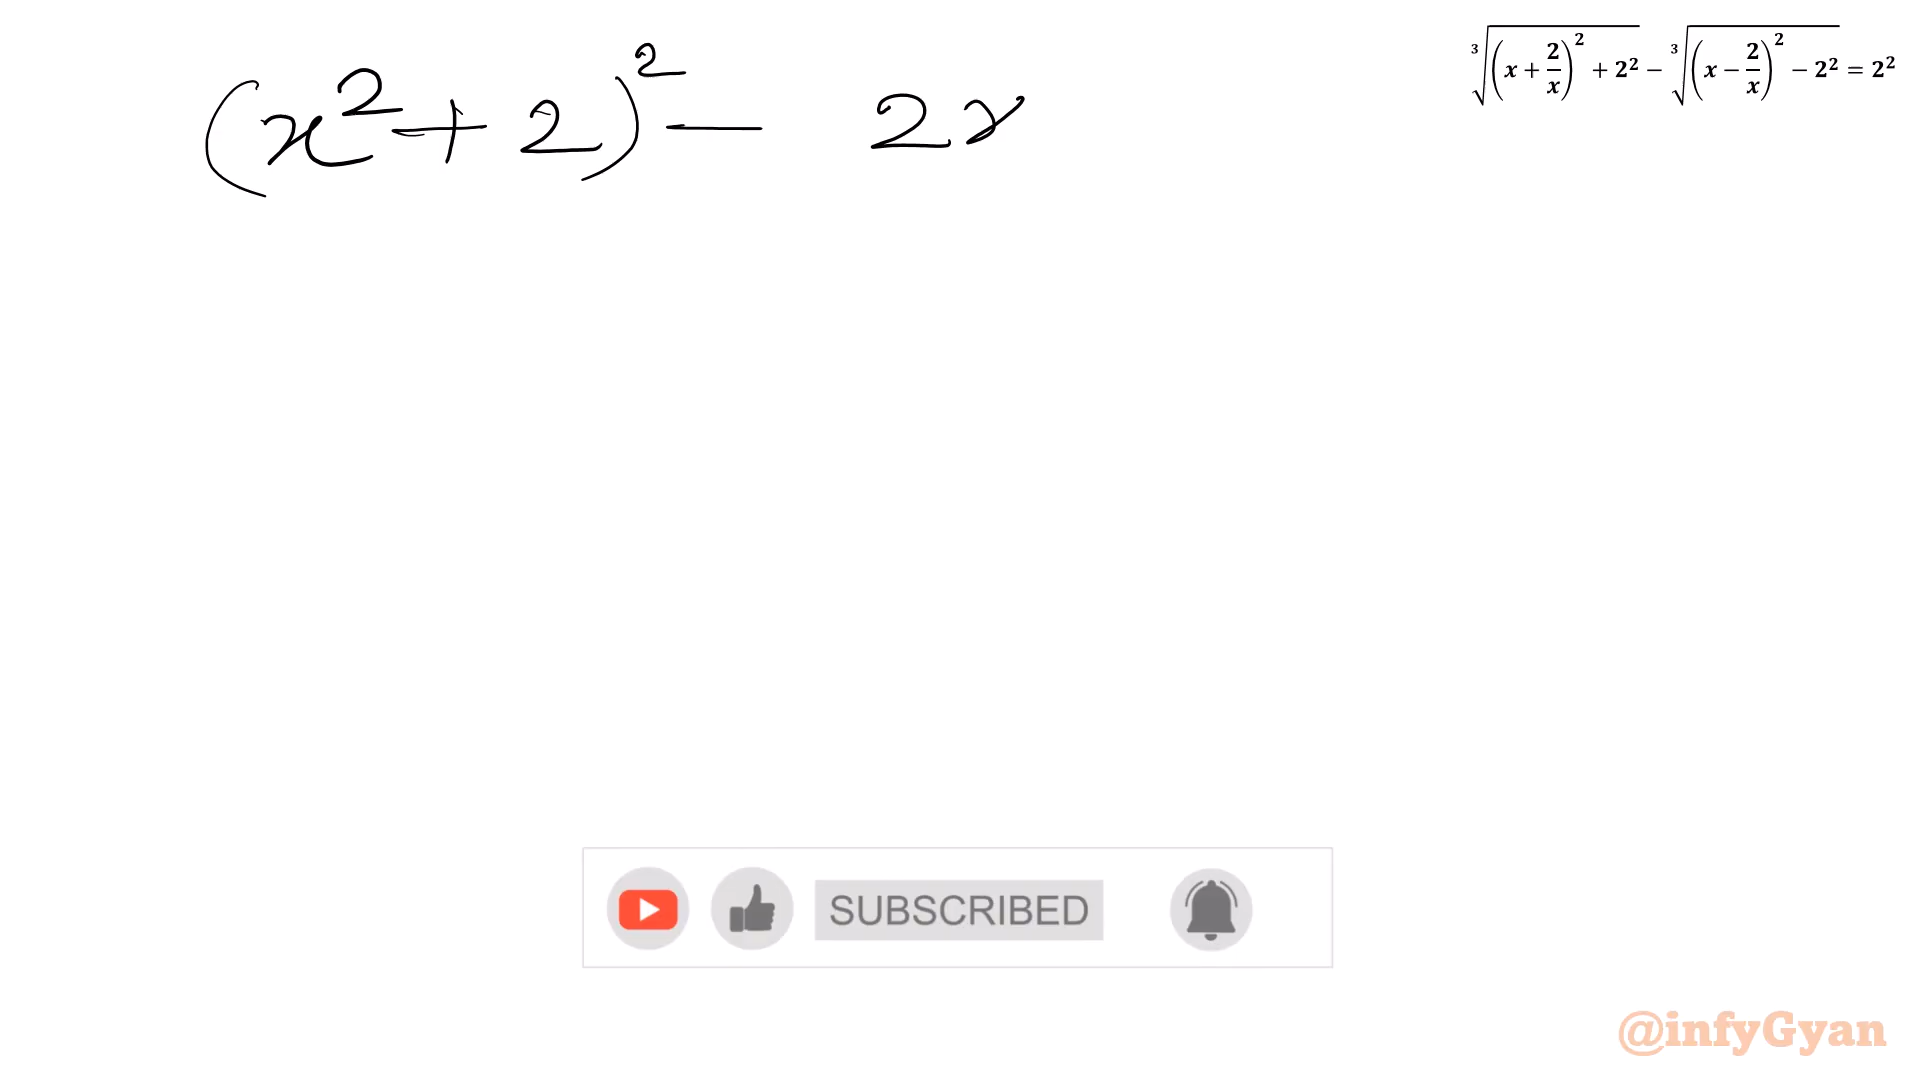 (x²+2)² − 2x
∛((x + 2/x)² + 2²) − ∛((x − 2/x)² − 2²) = 2²
SUBSCRIBED
@infyGyan